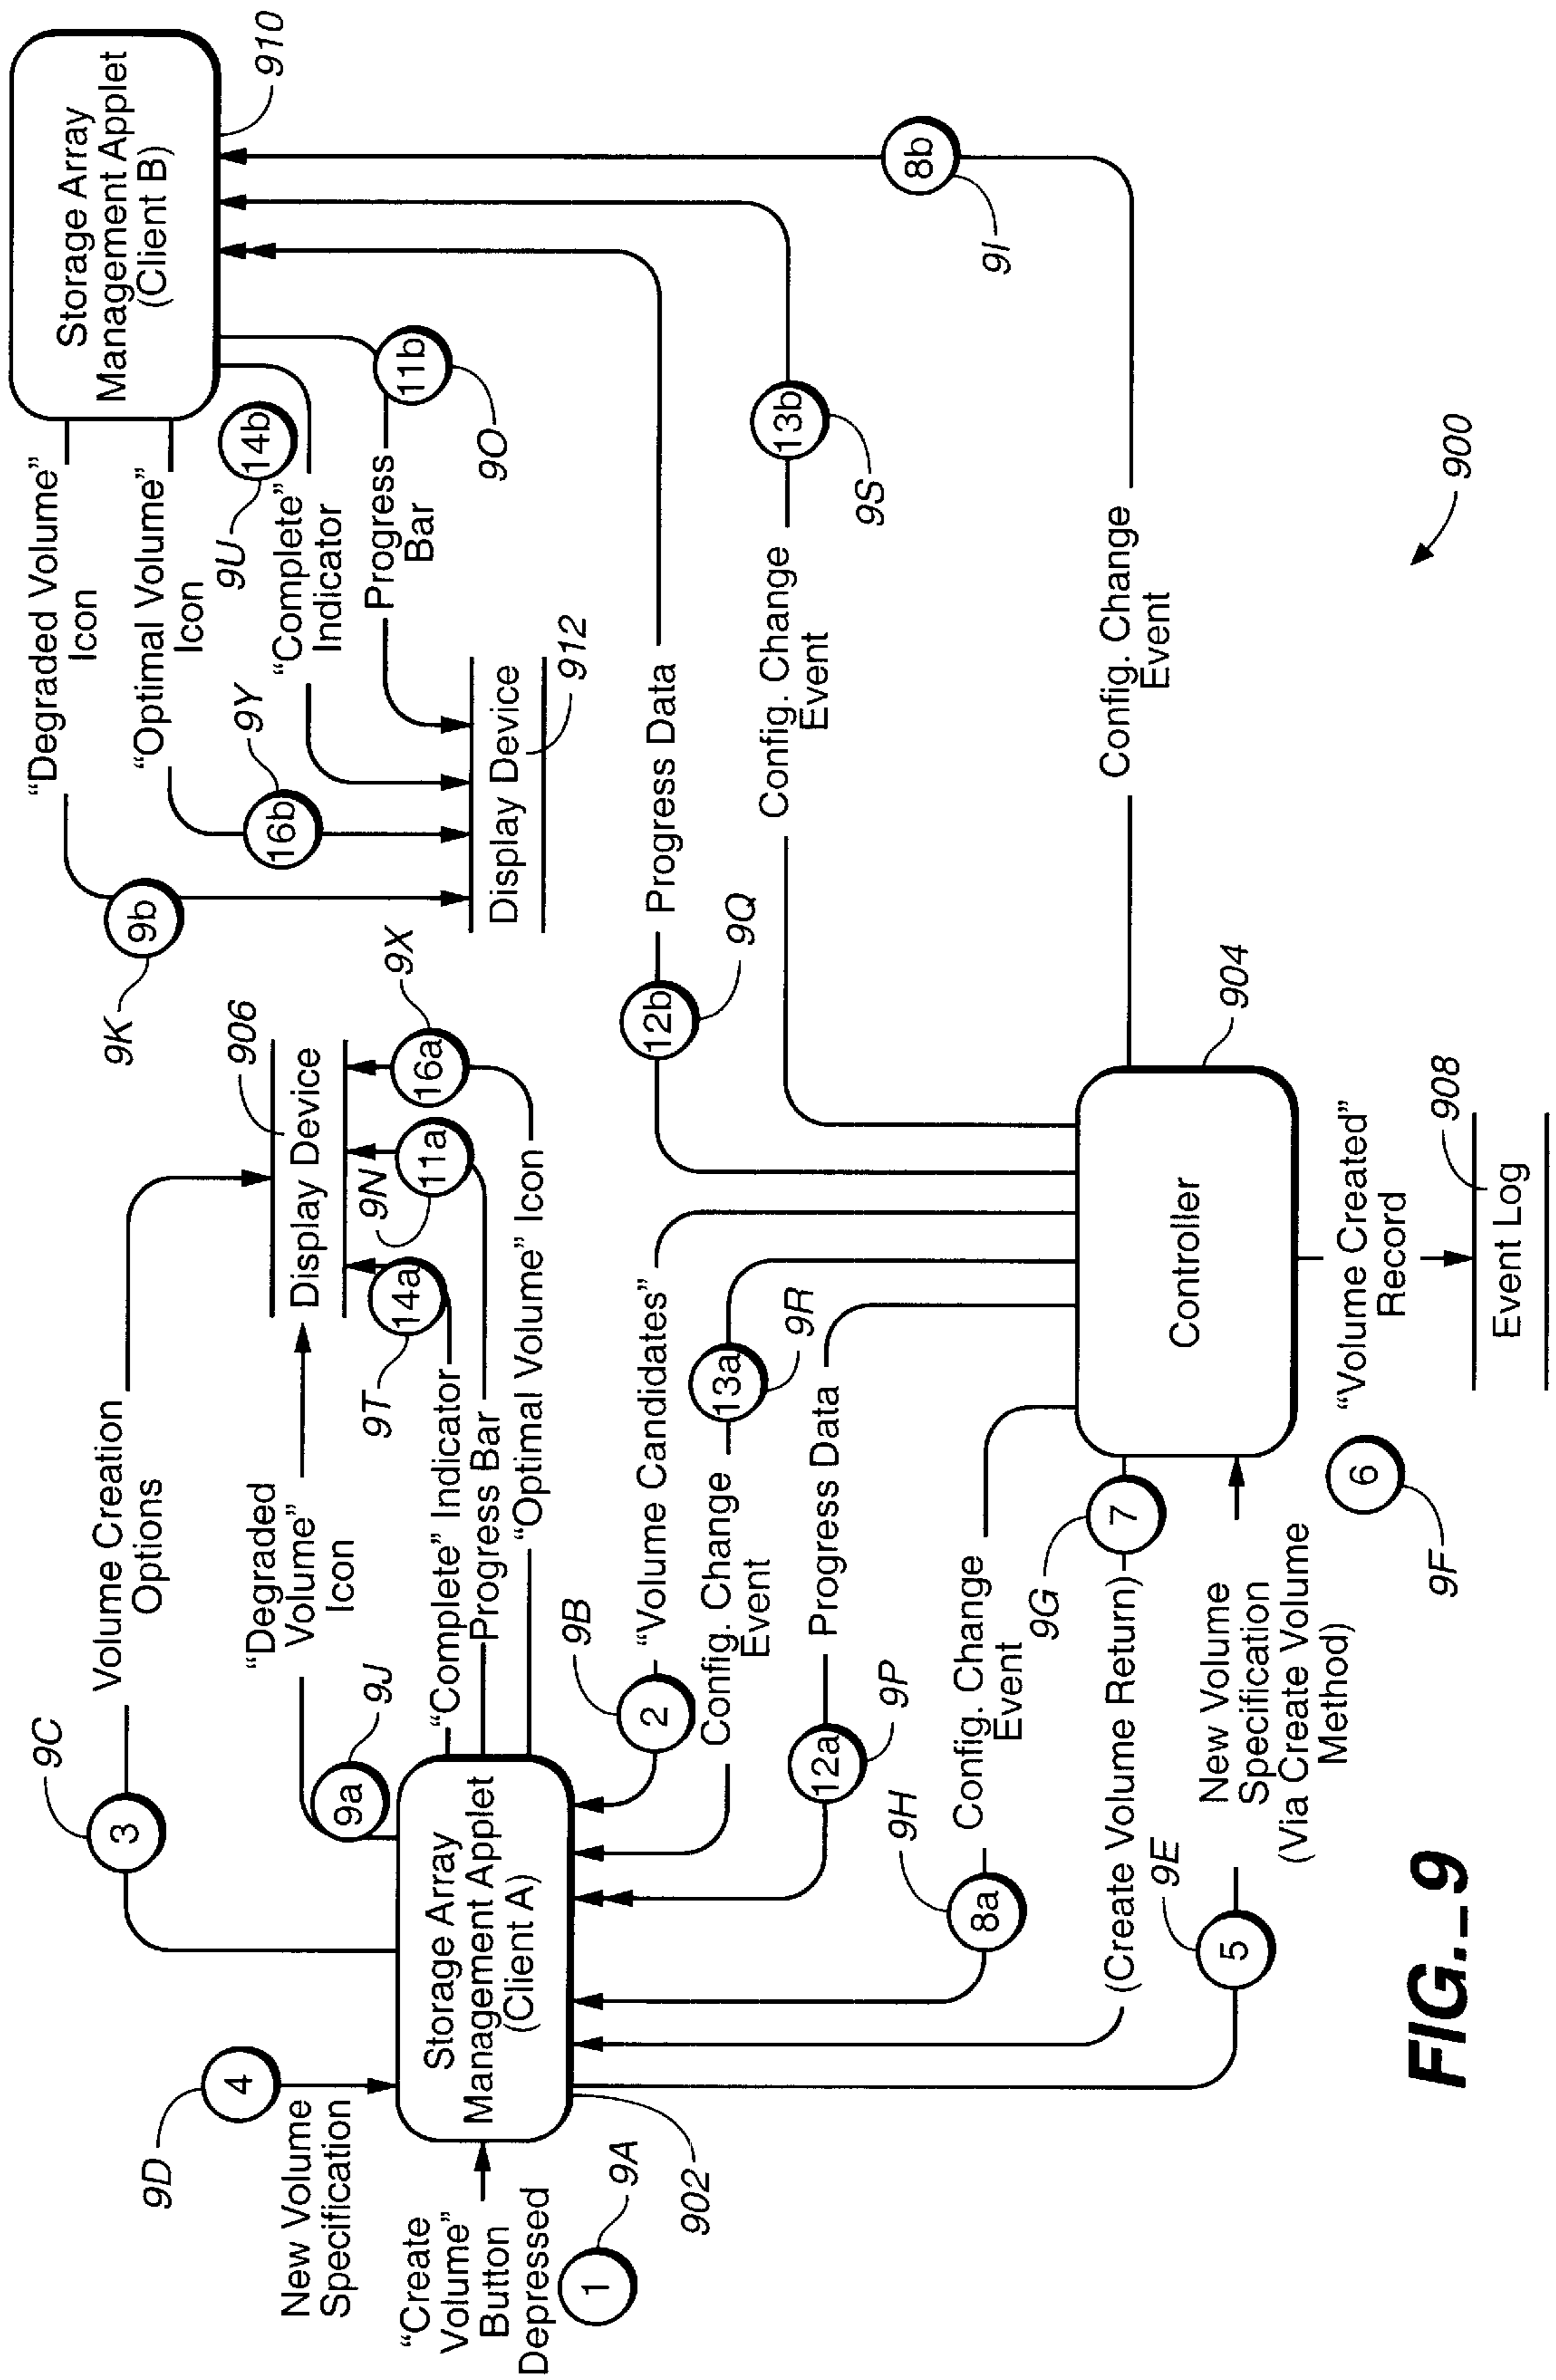 9D
4
New Volume
Specification
"Create
Volume"
Button
Depressed
1
9A
902
Storage Array
Management Applet
(Client A)
9C
3
Volume Creation
Options
9a
9J
"Degraded
Volume"
Icon
"Complete" Indicator
Progress Bar
"Optimal Volume" Icon
9T
14a
9N
11a
16a
9X
Display Device
906
9K
9b
"Degraded Volume"
Icon
"Optimal Volume"
Icon
16b
9Y
9U
14b
"Complete"
Indicator
Progress
Bar
11b
9O
Display Device
912
Storage Array
Management Applet
(Client B)
910
9B
2
"Volume Candidates"
Config. Change
Event
13a
9R
12a
9P
Progress Data
9H
8a
Config. Change
Event
9G
7
(Create Volume Return)
9E
5
New Volume
Specification
(Via Create Volume
Method)
Controller
904
12b
9Q
Progress Data
Config. Change
Event
13b
9S
Config. Change
Event
8b
9I
6
9F
"Volume Created"
Record
Event Log
908
900
FIG._9